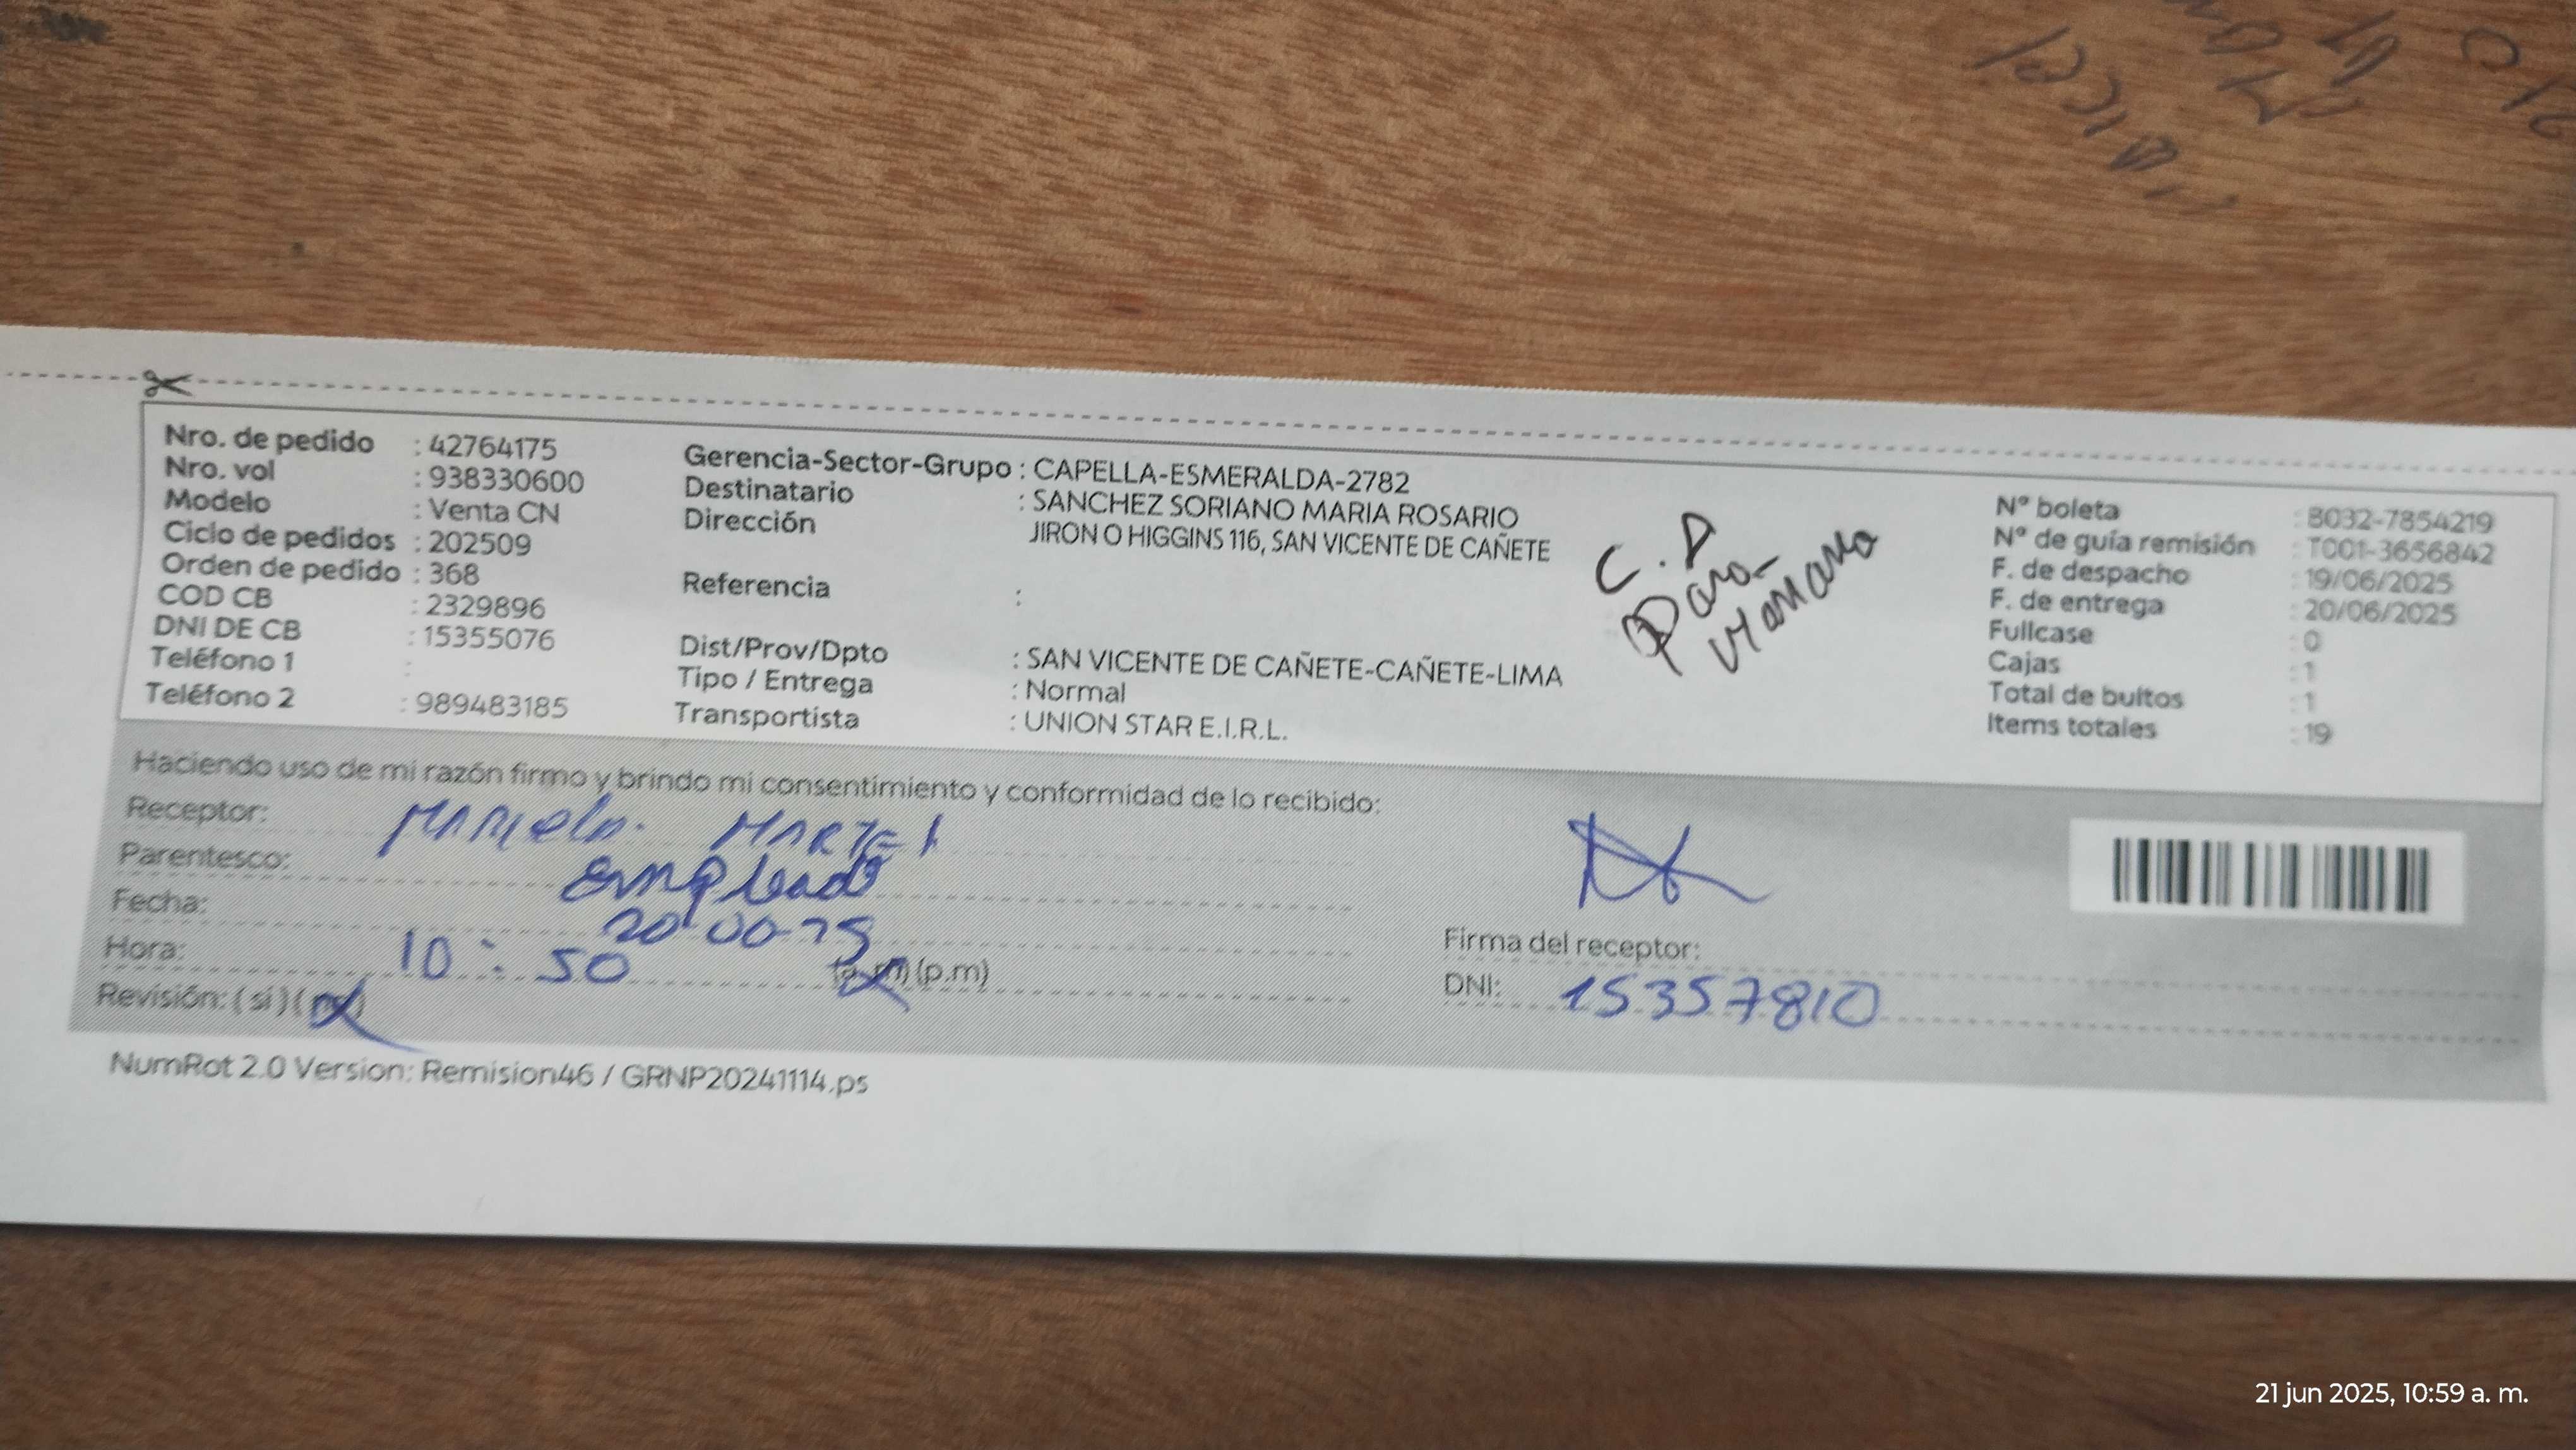 Nro. de pedido : 42764175
Nro. vol : 938330600
Modelo : Venta CN
Ciclo de pedidos : 202509
Orden de pedido : 368
COD CB : 2329896
DNI DE CB : 15355076
Teléfono 1 :
Teléfono 2 : 989483185
Gerencia-Sector-Grupo : CAPELLA-ESMERALDA-2782
Destinatario : SANCHEZ SORIANO MARIA ROSARIO
Dirección JIRON O HIGGINS 116, SAN VICENTE DE CAÑETE
Referencia :
Dist/Prov/Dpto : SAN VICENTE DE CAÑETE-CAÑETE-LIMA
Tipo / Entrega : Normal
Transportista : UNION STAR E.I.R.L.
C.D
Para
Mañana
N° boleta : B032-7854219
N° de guía remisión : T001-3656842
F. de despacho : 19/06/2025
F. de entrega : 20/06/2025
Fullcase : 0
Cajas : 1
Total de bultos : 1
Items totales : 19
Haciendo uso de mi razón firmo y brindo mi consentimiento y conformidad de lo recibido:
Receptor:
Parentesco: Empleado
Fecha:
Hora: 10:50 (a.m) (p.m)
Revisión: (si) (no)
Firma del receptor:
DNI: 15357810
NumRot 2.0 Version: Remision46 / GRNP20241114.ps
21 jun 2025, 10:59 a. m.